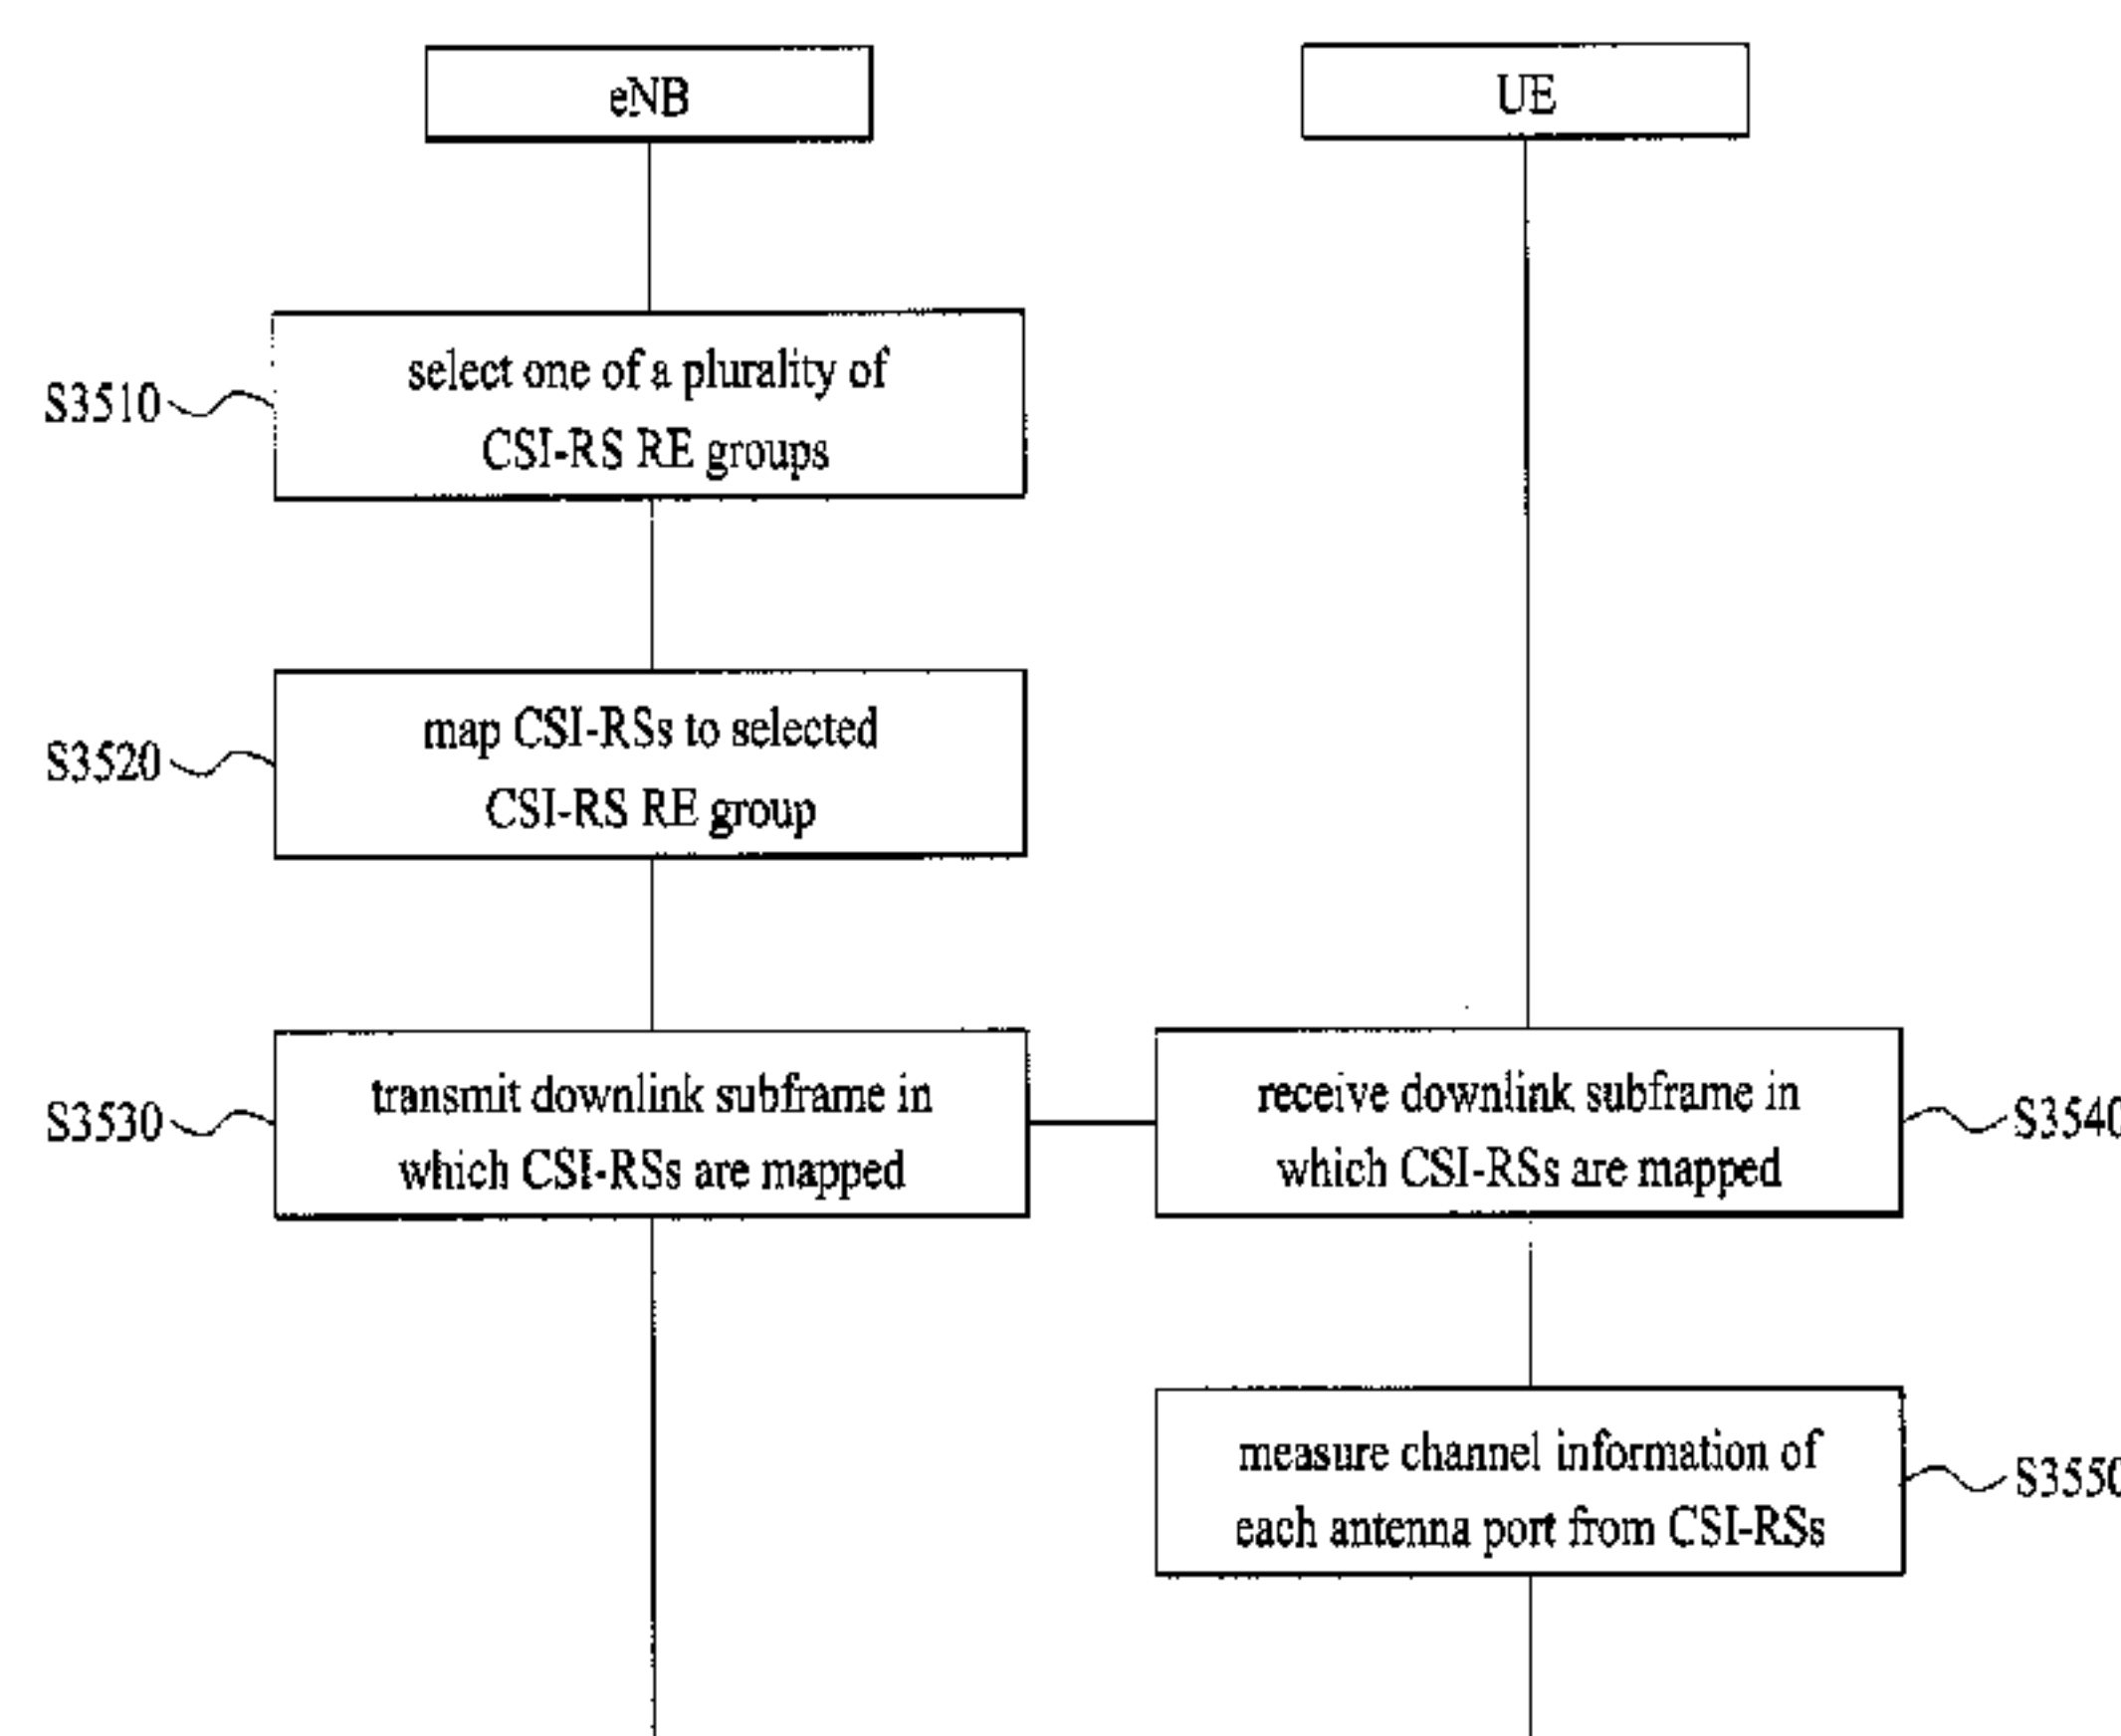 eNB
UE
S3510
select one of a plurality of
CSI-RS RE groups
S3520
map CSI-RSs to selected
CSI-RS RE group
S3530
transmit downlink subframe in
which CSI-RSs are mapped
receive downlink subframe in
which CSI-RSs are mapped
S3540
measure channel information of
each antenna port from CSI-RSs
S3550